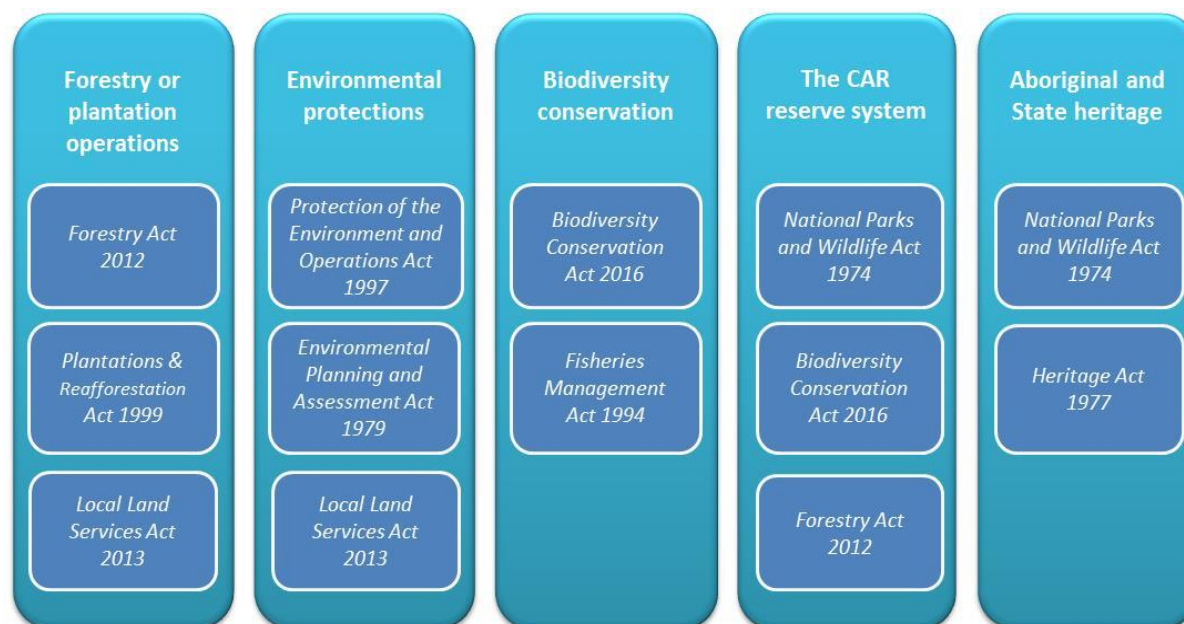 Forestry or
plantation
operations
Forestry Act
2012
Plantations &
Reafforestation
Act 1999
Local Land
Services Act
2013
Environmental
protections
Protection of the
Environment and
Operations Act
1997
Environmental
Planning and
Assessment Act
1979
Local Land
Services Act
2013
Biodiversity
conservation
Biodiversity
Conservation
Act 2016
Fisheries
Management
Act 1994
The CAR
reserve system
National Parks
and Wildlife Act
1974
Biodiversity
Conservation
Act 2016
Forestry Act
2012
Aboriginal and
State heritage
National Parks
and Wildlife Act
1974
Heritage Act
1977